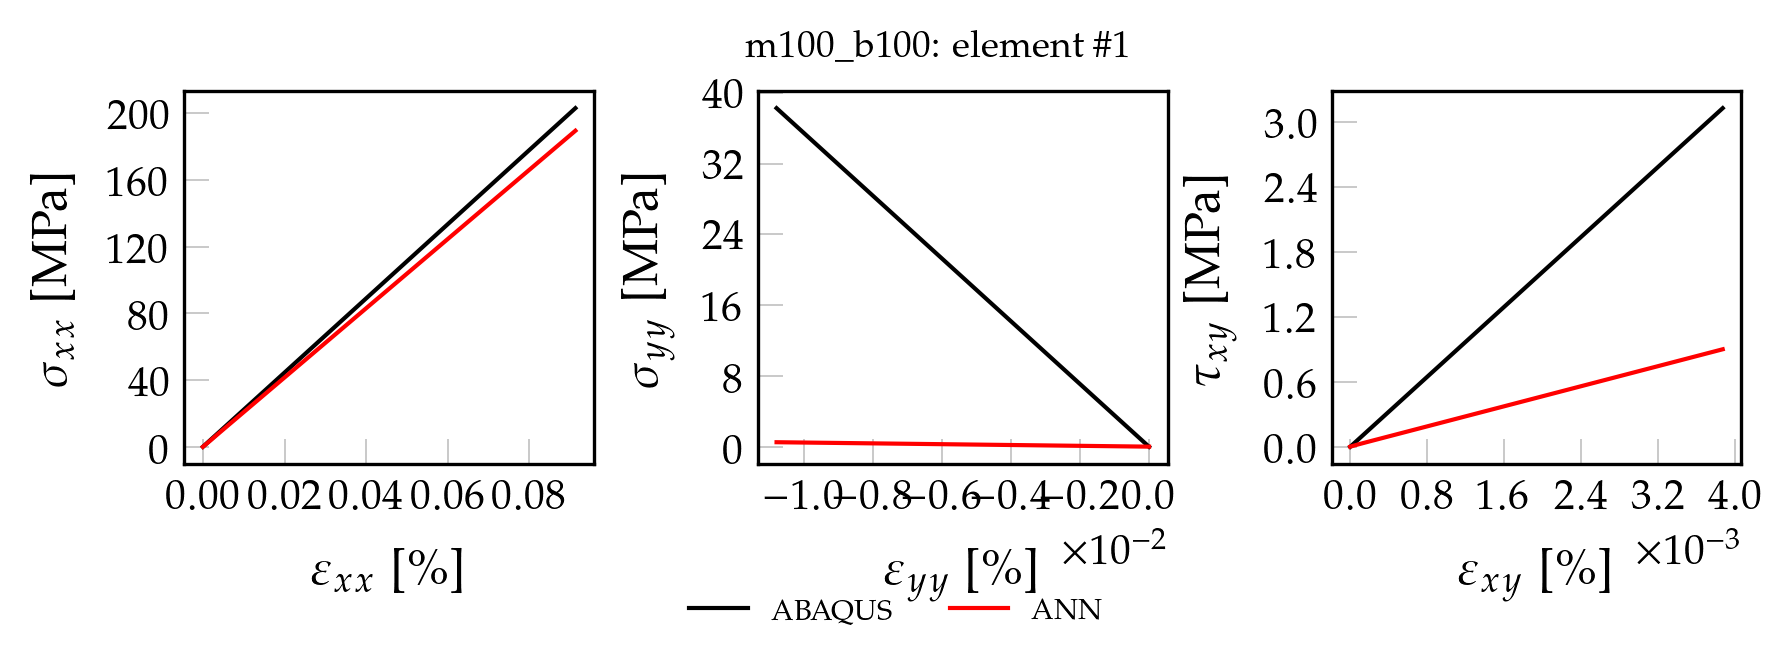 m100_b100: element #1
σxx [MPa]
200
160
120
80
40
0
0.00 0.02 0.04 0.06 0.08
εxx [%]
σyy [MPa]
40
32
24
16
8
0
−1.0 −0.8 −0.6 −0.4 −0.2 0.0
×10−2
εyy [%]
τxy [MPa]
3.0
2.4
1.8
1.2
0.6
0.0
0.0 0.8 1.6 2.4 3.2 4.0
×10−3
εxy [%]
ABAQUS ANN